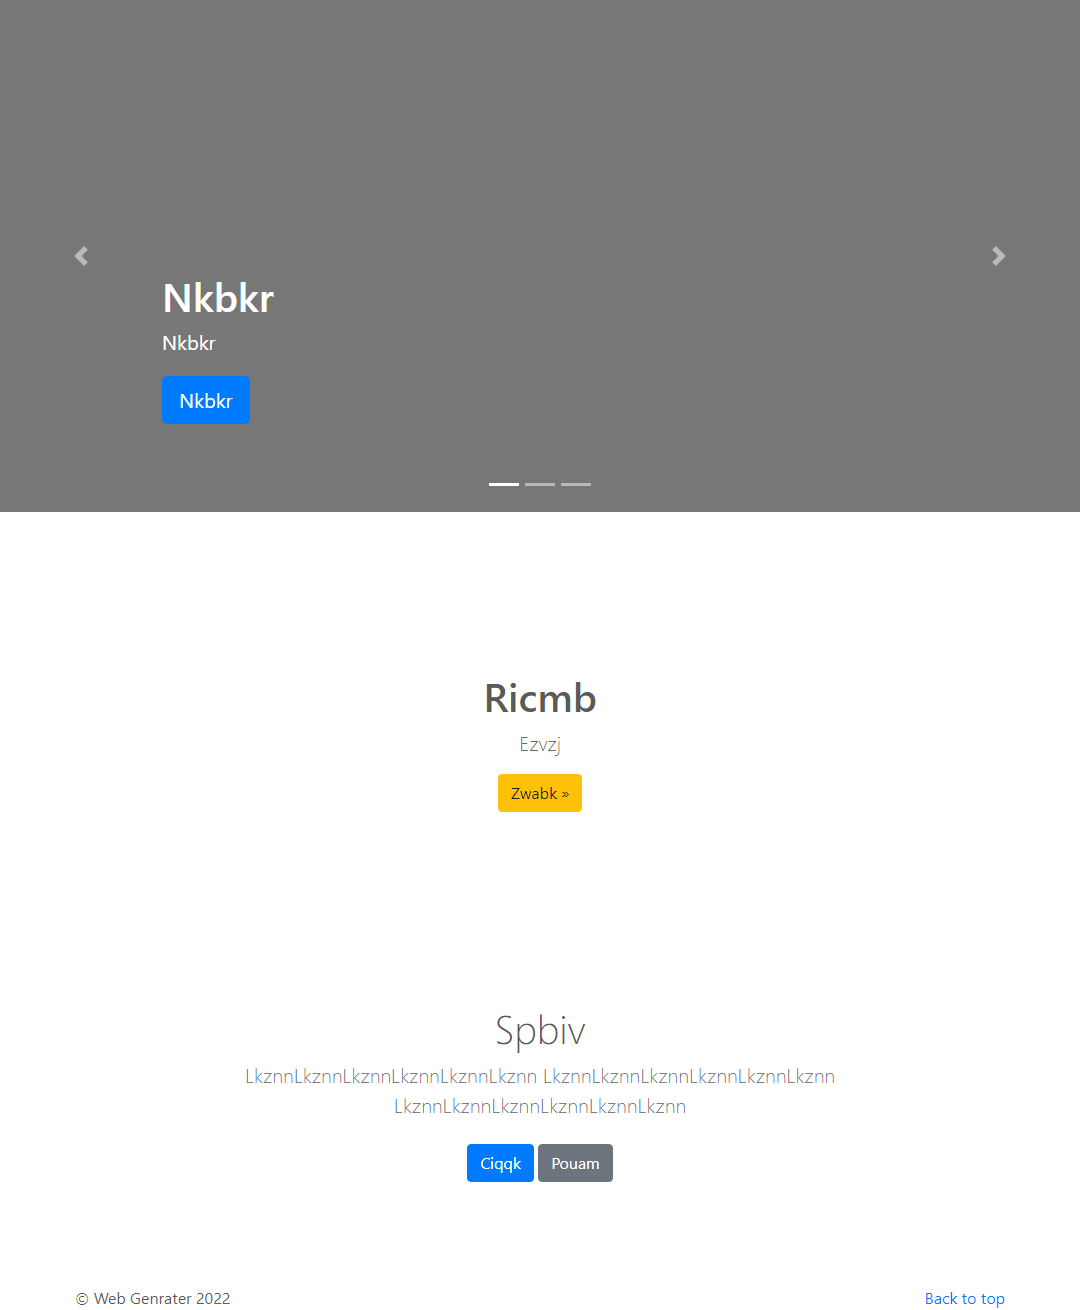 Nkbkr
Nkbkr
Nkbkr
Ricmb
Ezvzj
Zwabk »
Spbiv
LkznnLkznnLkznnLkznnLkznnLkznn LkznnLkznnLkznnLkznnLkznnLkznn
LkznnLkznnLkznnLkznnLkznnLkznn
Ciqqk Pouam
© Web Genrater 2022 Back to top